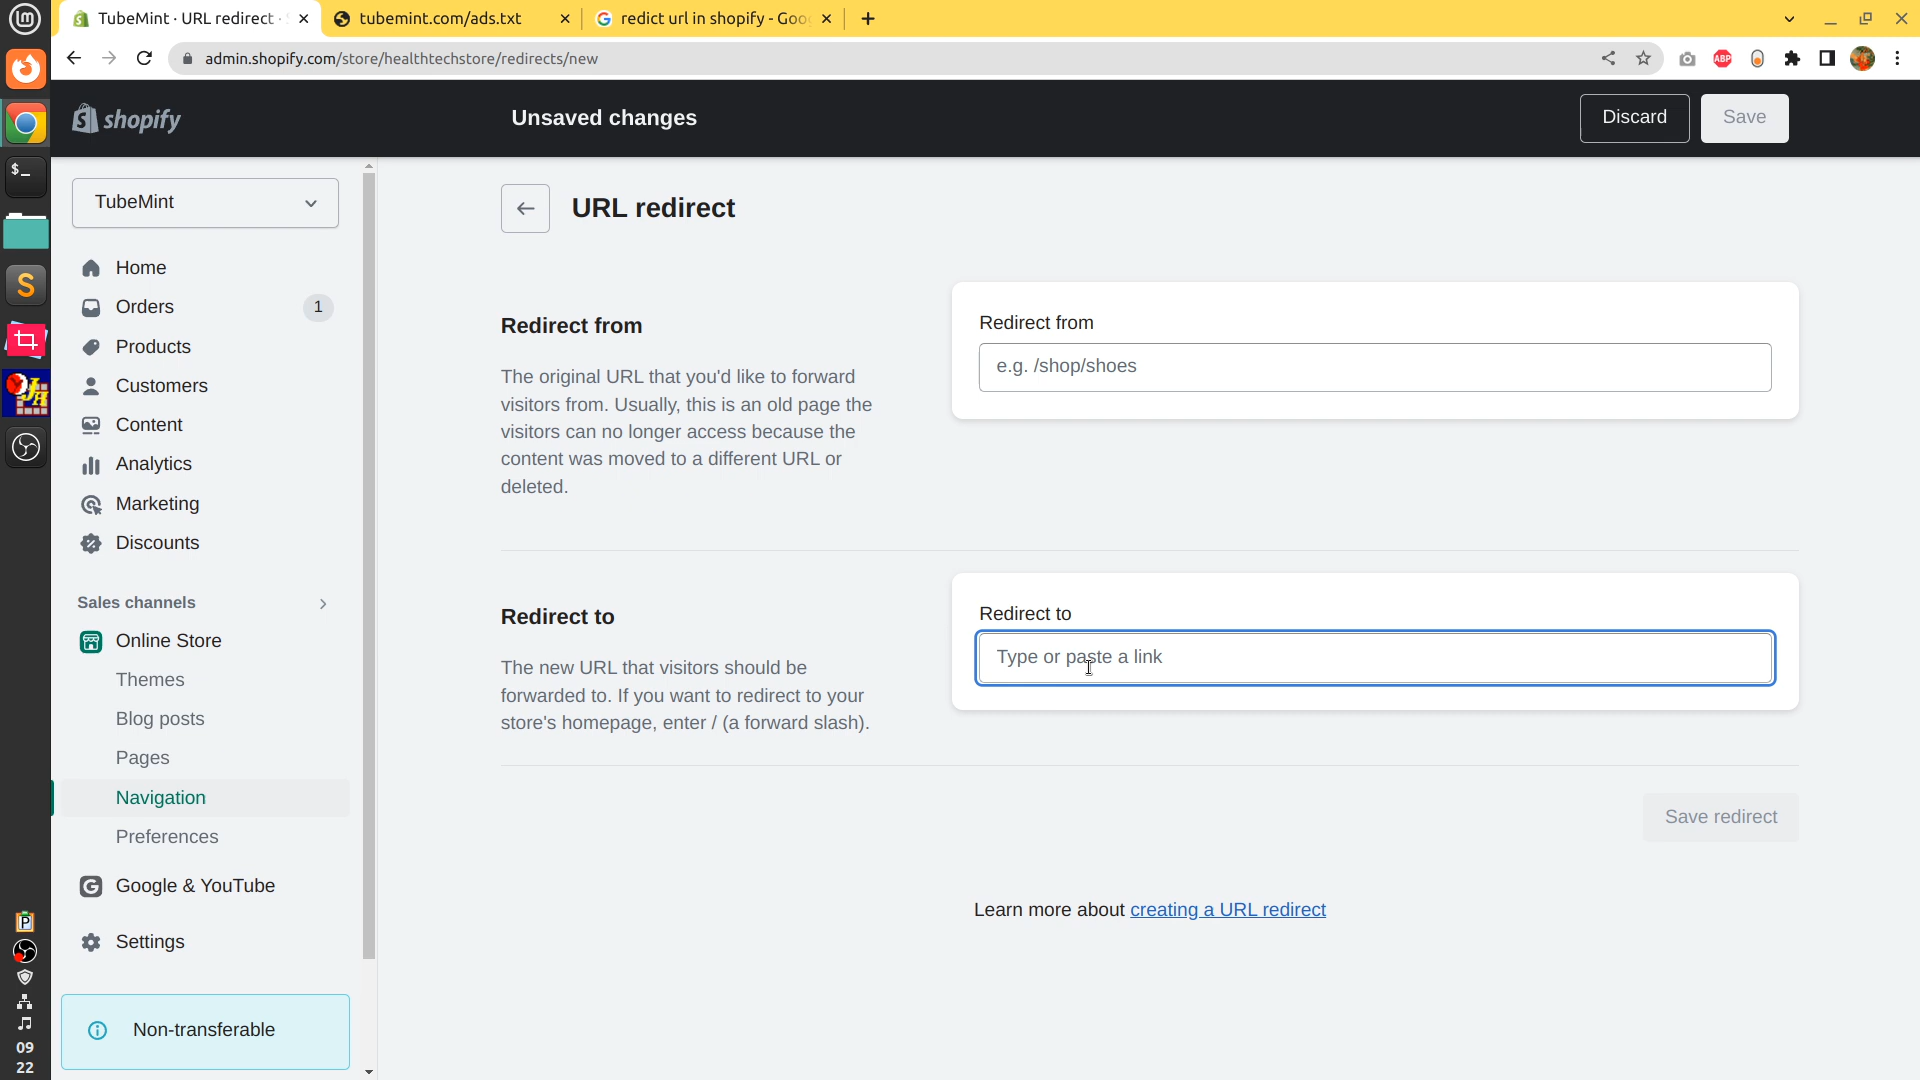 TubeMint · URL redirect ·
tubemint.com/ads.txt
redict url in shopify - Goo
admin.shopify.com/store/healthtechstore/redirects/new
ABP
shopify
Unsaved changes
Discard
Save
TubeMint
Home
Orders
1
Products
Customers
Content
Analytics
Marketing
Discounts
Sales channels
Online Store
Themes
Blog posts
Pages
Navigation
Preferences
Google & YouTube
Settings
Non-transferable
URL redirect
Redirect from
The original URL that you'd like to forward
visitors from. Usually, this is an old page the
visitors can no longer access because the
content was moved to a different URL or
deleted.
Redirect from
e.g. /shop/shoes
Redirect to
The new URL that visitors should be
forwarded to. If you want to redirect to your
store's homepage, enter / (a forward slash).
Redirect to
Type or paste a link
Save redirect
Learn more about creating a URL redirect
09
22